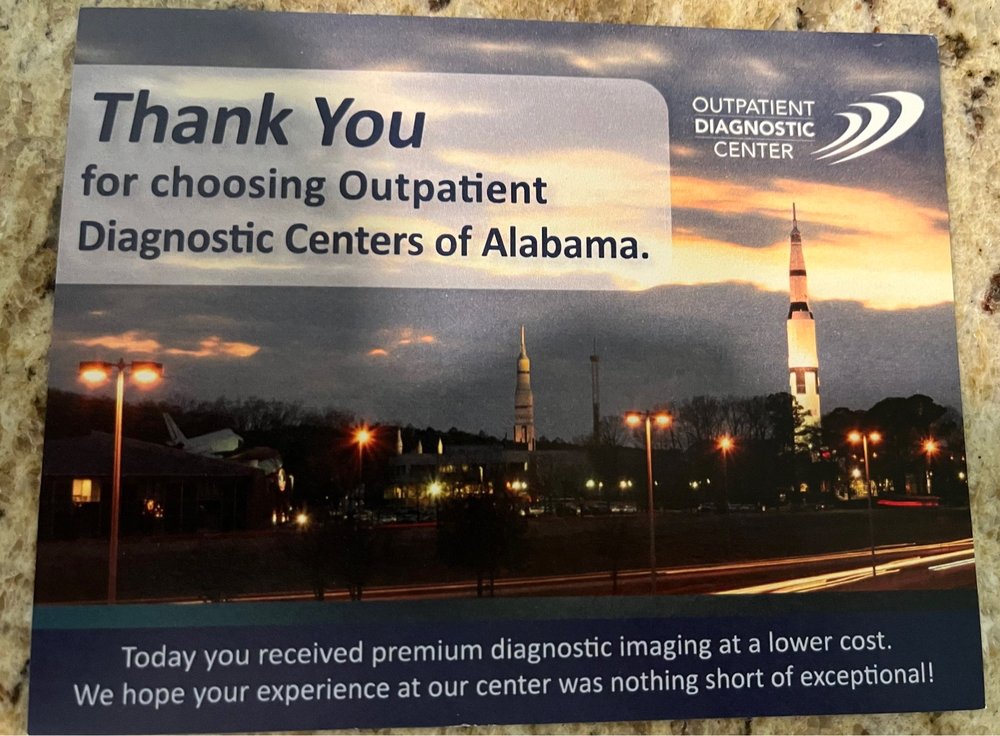 Thank You
for choosing Outpatient
Diagnostic Centers of Alabama.
OUTPATIENT
DIAGNOSTIC
CENTER
Today you received premium diagnostic imaging at a lower cost.
We hope your experience at our center was nothing short of exceptional!